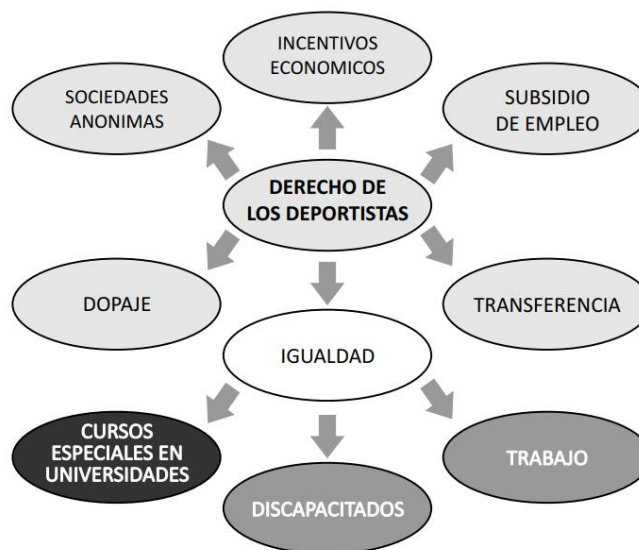 INCENTIVOS
ECONOMICOS
SOCIEDADES
ANONIMAS
SUBSIDIO
DE EMPLEO
DERECHO DE
LOS DEPORTISTAS
DOPAJE
TRANSFERENCIA
IGUALDAD
CURSOS
ESPECIALES EN
UNIVERSIDADES
TRABAJO
DISCAPACITADOS